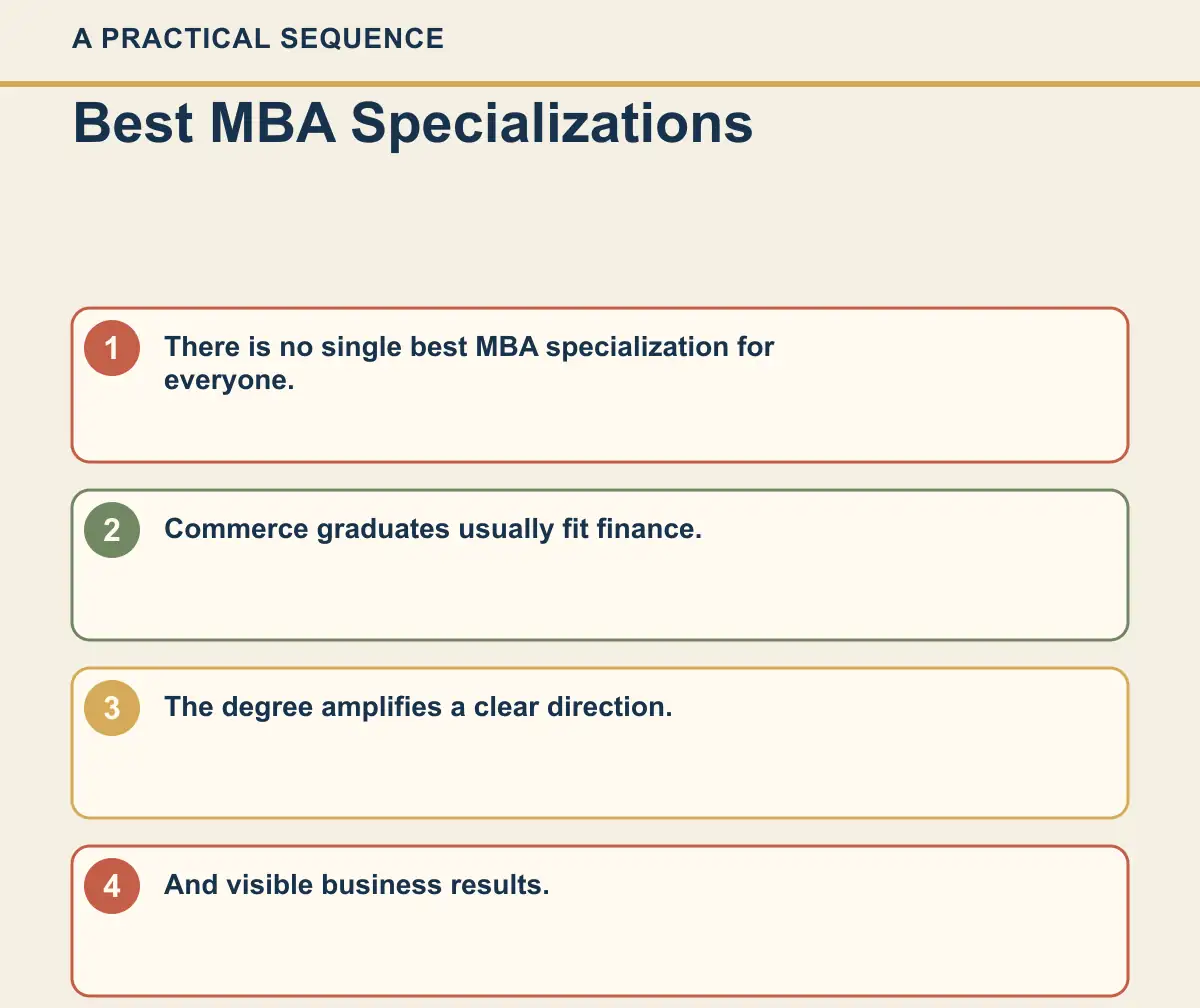 A PRACTICAL SEQUENCE
Best MBA Specializations
1
There is no single best MBA specialization for
everyone.
2
Commerce graduates usually fit finance.
3
The degree amplifies a clear direction.
4
And visible business results.